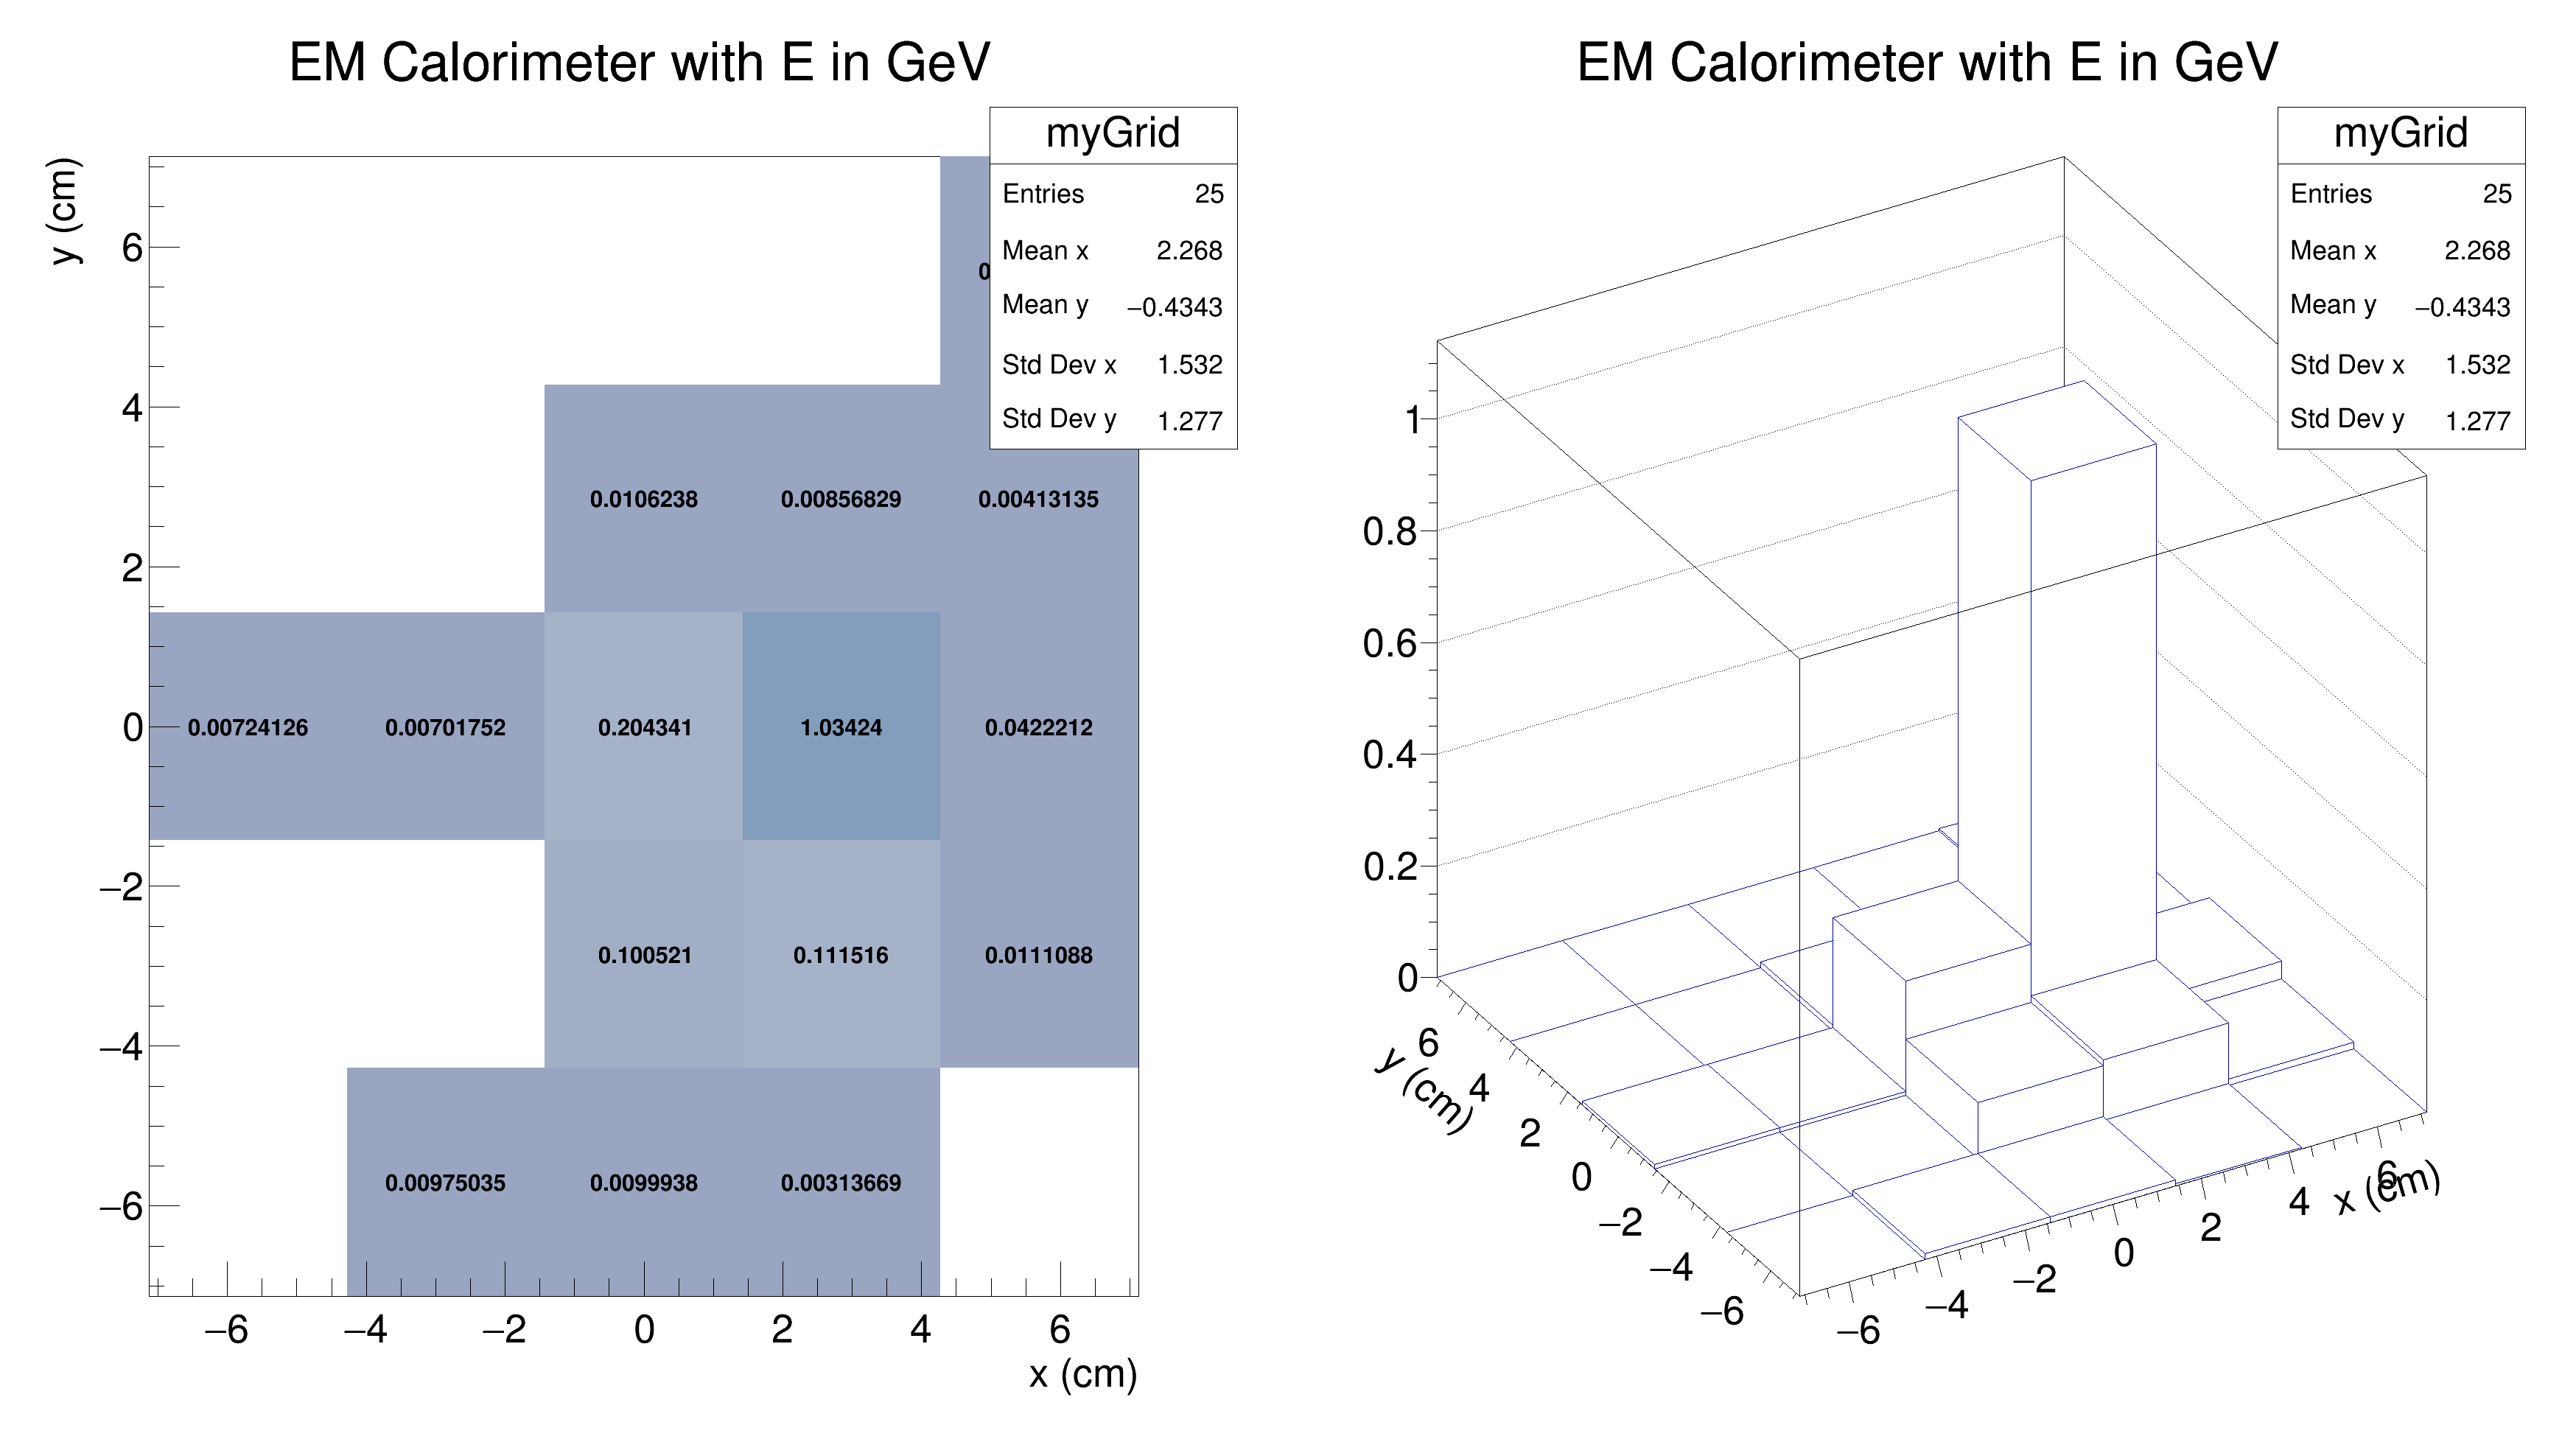 EM Calorimeter with E in GeV
myGrid
Entries 25
Mean x 2.268
Mean y −0.4343
Std Dev x 1.532
Std Dev y 1.277
y (cm)
6
4
2
0
−2
−4
−6
0.0106238 0.00856829 0.00413135
0.00724126 0.00701752 0.204341 1.03424 0.0422212
0.100521 0.111516 0.0111088
0.00975035 0.0099938 0.00313669
−6 −4 −2 0 2 4 6
x (cm)
EM Calorimeter with E in GeV
myGrid
Entries 25
Mean x 2.268
Mean y −0.4343
Std Dev x 1.532
Std Dev y 1.277
1
0.8
0.6
0.4
0.2
0
y (cm)
6
4
2
0
−2
−4
−6
−6
−4
−2
0
2
4
6
x (cm)